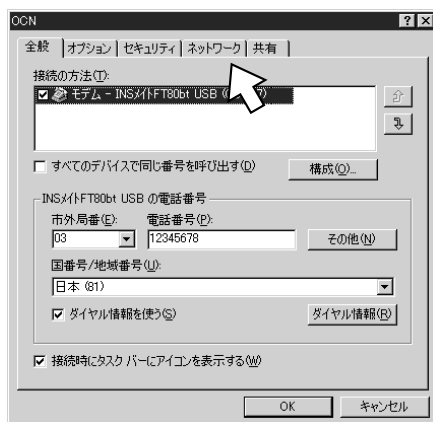 OCN
全般 オプション セキュリティ ネットワーク 共有
接続の方法(T):
モデム - INSメイトFT80bt USB
すべてのデバイスで同じ番号を呼び出す(D)
構成(O)...
INSメイトFT80bt USB の電話番号
市外局番(E): 電話番号(P):
03 12345678 その他(N)
国番号/地域番号(U):
日本 (81)
ダイヤル情報を使う(S) ダイヤル情報(R)
接続時にタスク バーにアイコンを表示する(W)
OK キャンセル